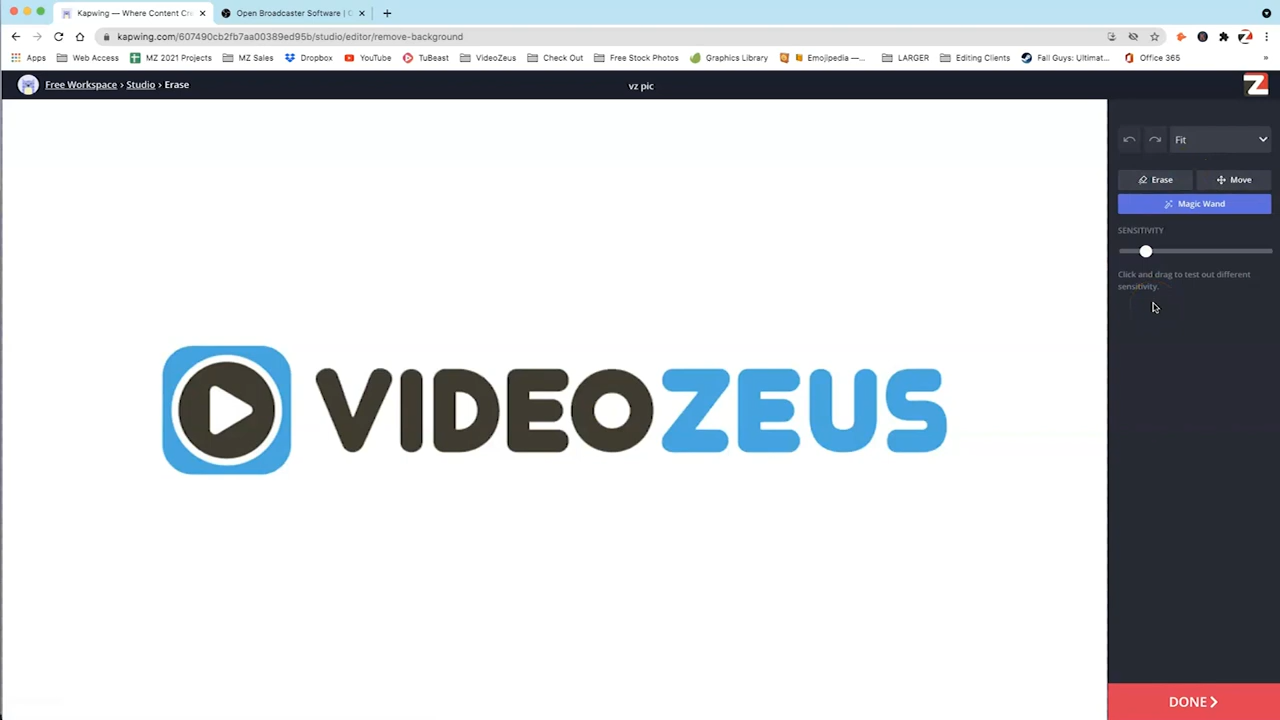 Kapwing — Where Content Cre
Open Broadcaster Software | O
kapwing.com/607490cb2fb7aa00389ed95b/studio/editor/remove-background
Apps Web Access MZ 2021 Projects MZ Sales Dropbox YouTube TuBeast VideoZeus Check Out Free Stock Photos Graphics Library Emojipedia —... LARGER Editing Clients Fall Guys: Ultimat... Office 365 »
Free Workspace › Studio › Erase
vz pic
Z
Fit
Erase Move
Magic Wand
SENSITIVITY
Click and drag to test out different
sensitivity.
VIDEOZEUS
DONE